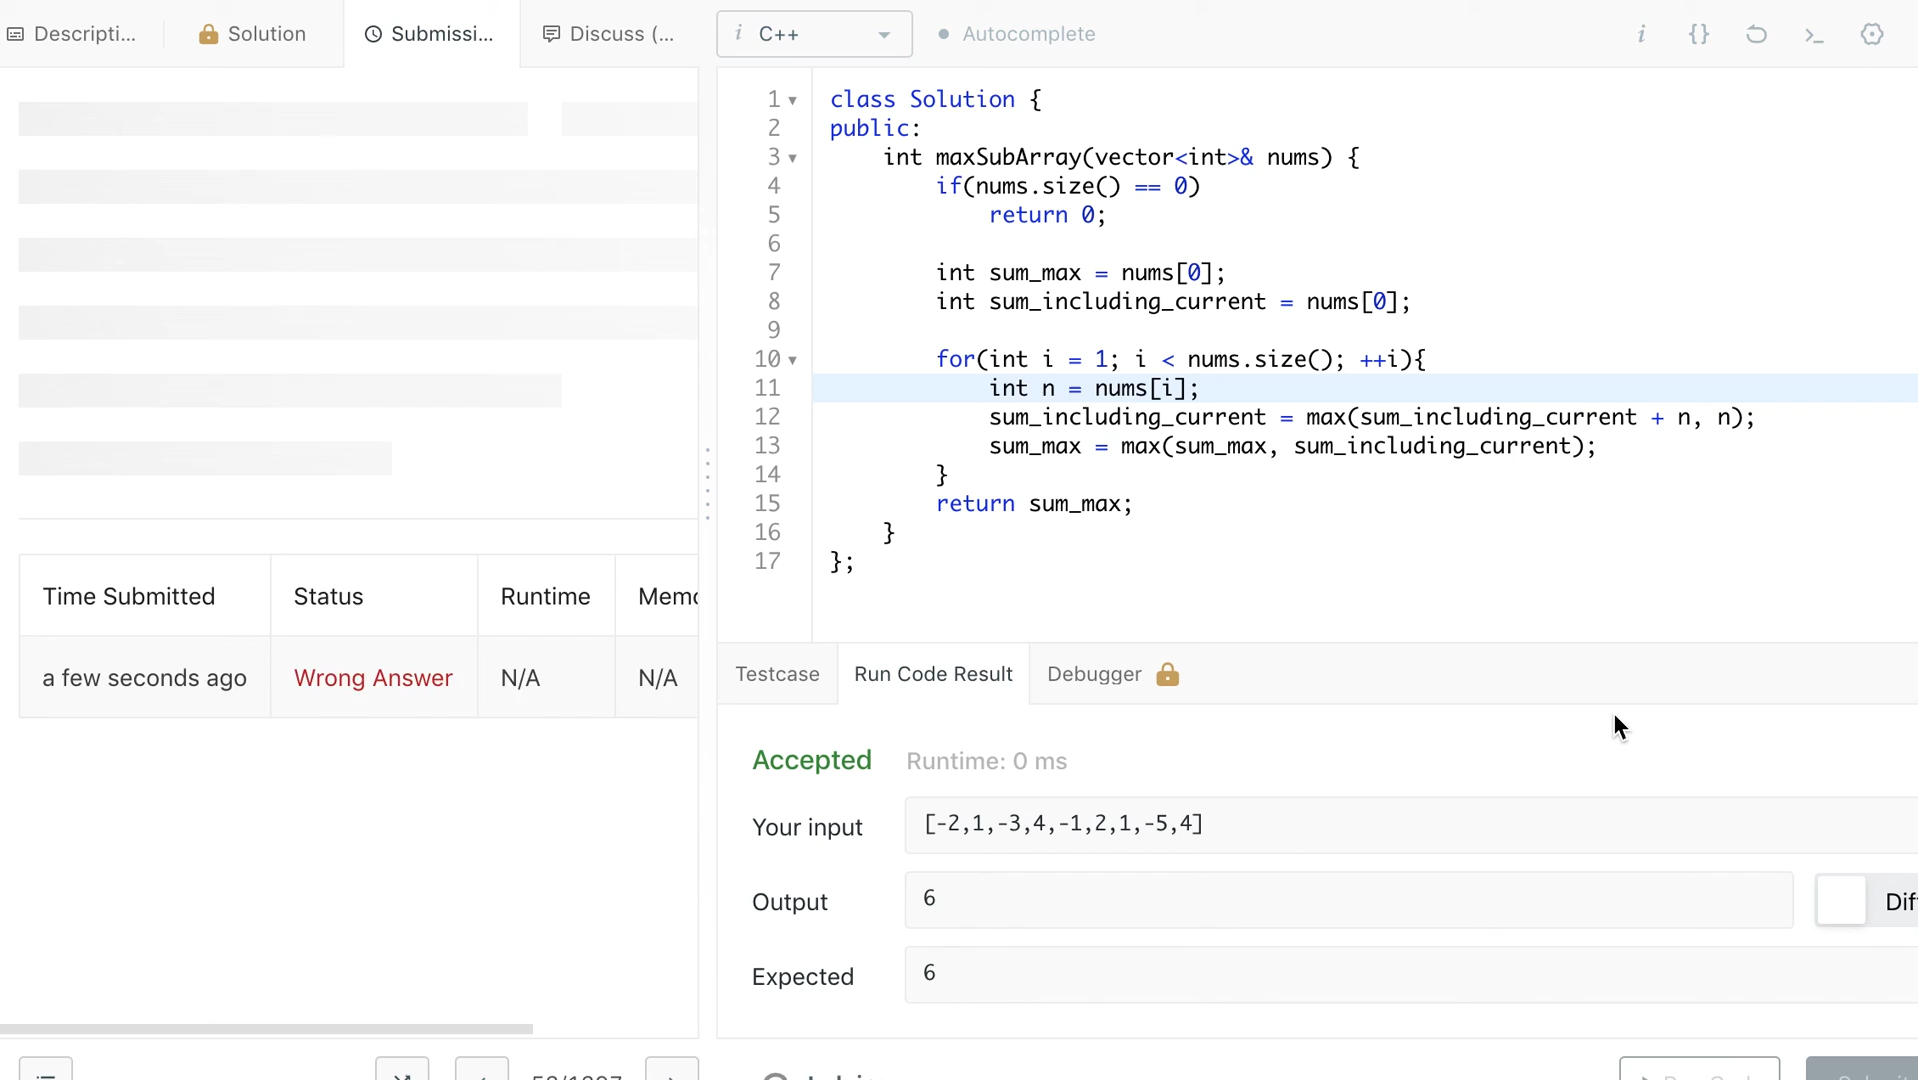 Descripti...
Solution
Submissi...
Discuss (...
i C++
Autocomplete
1 class Solution {
2 public:
3 int maxSubArray(vector<int>& nums) {
4 if(nums.size() == 0)
5 return 0;
6
7 int sum_max = nums[0];
8 int sum_including_current = nums[0];
9
10 for(int i = 1; i < nums.size(); ++i){
11 int n = nums[i];
12 sum_including_current = max(sum_including_current + n, n);
13 sum_max = max(sum_max, sum_including_current);
14 }
15 return sum_max;
16 }
17 };
Time Submitted Status Runtime Memo
a few seconds ago Wrong Answer N/A N/A
Testcase Run Code Result Debugger
Accepted Runtime: 0 ms
Your input [-2,1,-3,4,-1,2,1,-5,4]
Output 6 Dif
Expected 6